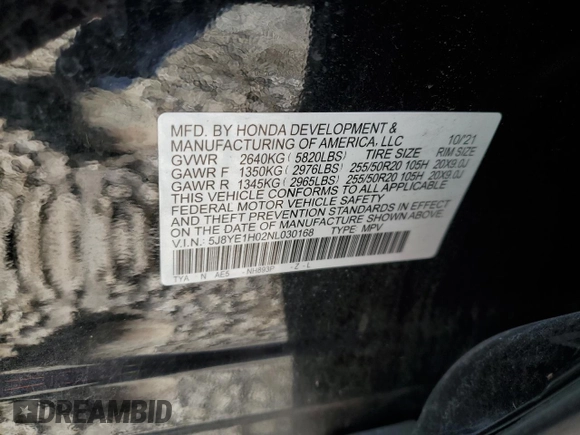 MFD. BY HONDA DEVELOPMENT &
MANUFACTURING OF AMERICA, LLC 10/21
GVWR 2640KG ( 5820LBS) TIRE SIZE RIM SIZE
GAWR F 1350KG ( 2976LBS) 255/50R20 105H 20X9.0J
GAWR R 1345KG ( 2965LBS) 255/50R20 105H 20X9.0J
THIS VEHICLE CONFORMS TO ALL APPLICABLE
FEDERAL MOTOR VEHICLE SAFETY
AND THEFT PREVENTION STANDARDS IN EFFECT
ON THE DATE OF MANUFACTURE SHOWN ABOVE.
V.I.N.: 5J8YE1H02NL030168 TYPE: MPV
TYA - N AE5 - NH893P - Z - L
DREAMBID